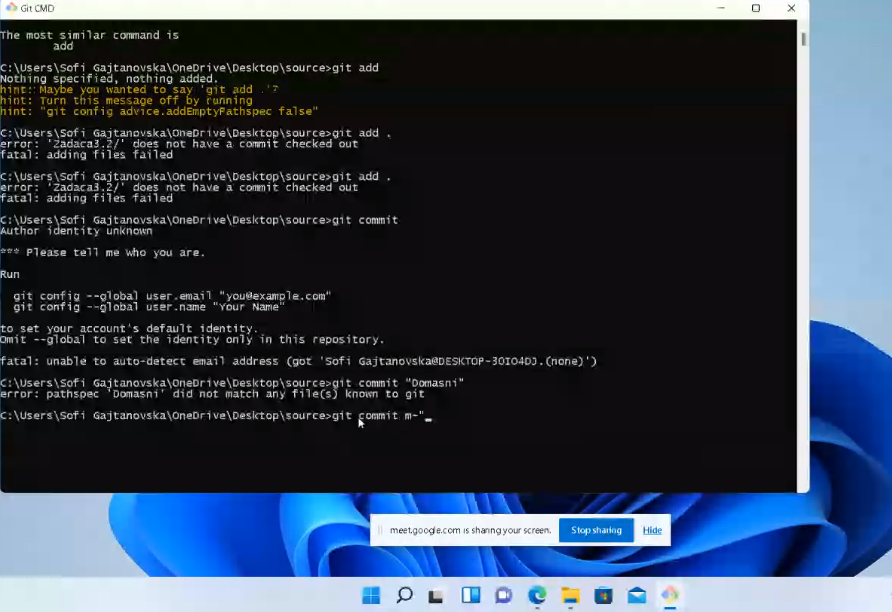 Git CMD
The most similar command is
add
C:\Users\Sofi Gajtanovska\OneDrive\Desktop\source>git add
Nothing specified, nothing added.
hint: Maybe you wanted to say 'git add .'?
hint: Turn this message off by running
hint: "git config advice.addEmptyPathspec false"
C:\Users\Sofi Gajtanovska\OneDrive\Desktop\source>git add .
error: 'Zadaca3.2/' does not have a commit checked out
fatal: adding files failed
C:\Users\Sofi Gajtanovska\OneDrive\Desktop\source>git add .
error: 'Zadaca3.2/' does not have a commit checked out
fatal: adding files failed
C:\Users\Sofi Gajtanovska\OneDrive\Desktop\source>git commit
Author identity unknown
*** Please tell me who you are.
Run
git config --global user.email "you@example.com"
git config --global user.name "Your Name"
to set your account's default identity.
Omit --global to set the identity only in this repository.
fatal: unable to auto-detect email address (got 'Sofi Gajtanovska@DESKTOP-3OIO4DJ.(none)')
C:\Users\Sofi Gajtanovska\OneDrive\Desktop\source>git commit "Domasni"
error: pathspec 'Domasni' did not match any file(s) known to git
C:\Users\Sofi Gajtanovska\OneDrive\Desktop\source>git commit m-"_
meet.google.com is sharing your screen.
Stop sharing
Hide